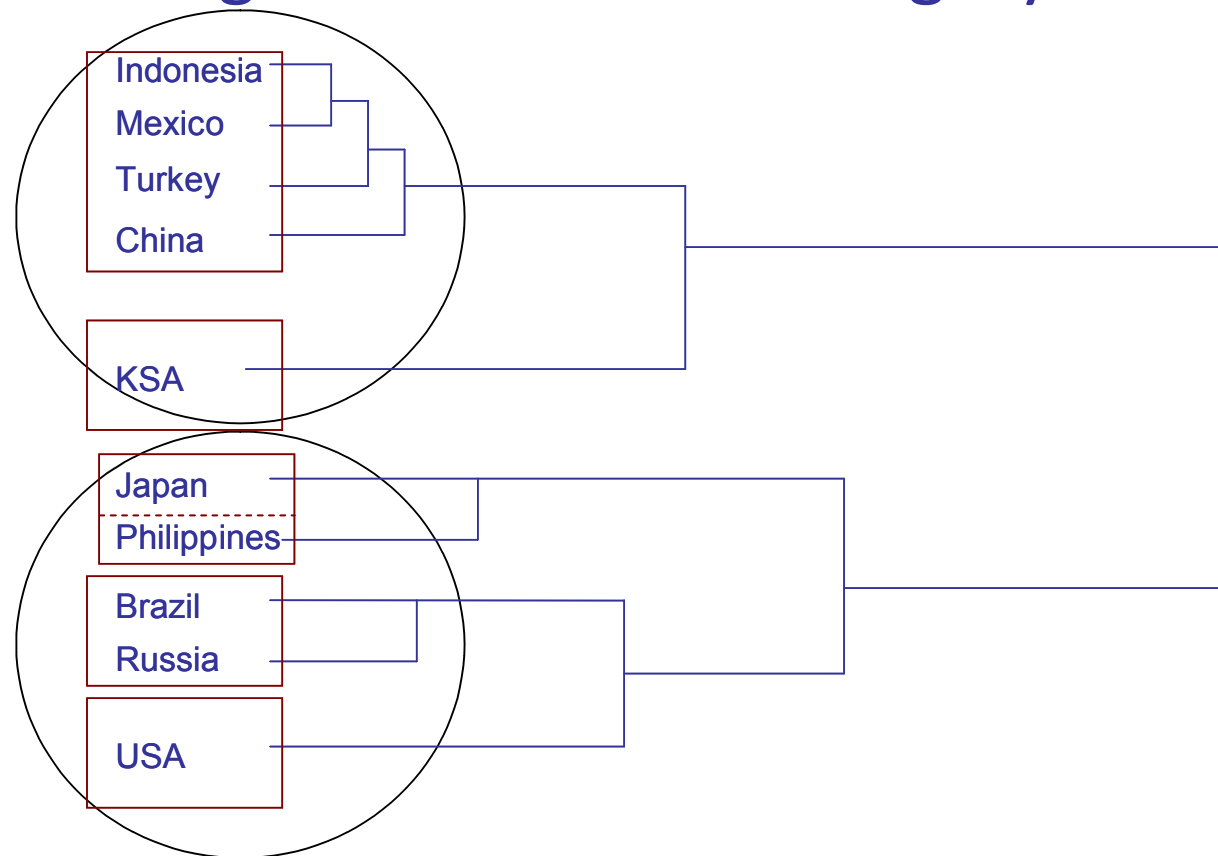 Indonesia
Mexico
Turkey
China
KSA
Japan
Philippines
Brazil
Russia
USA